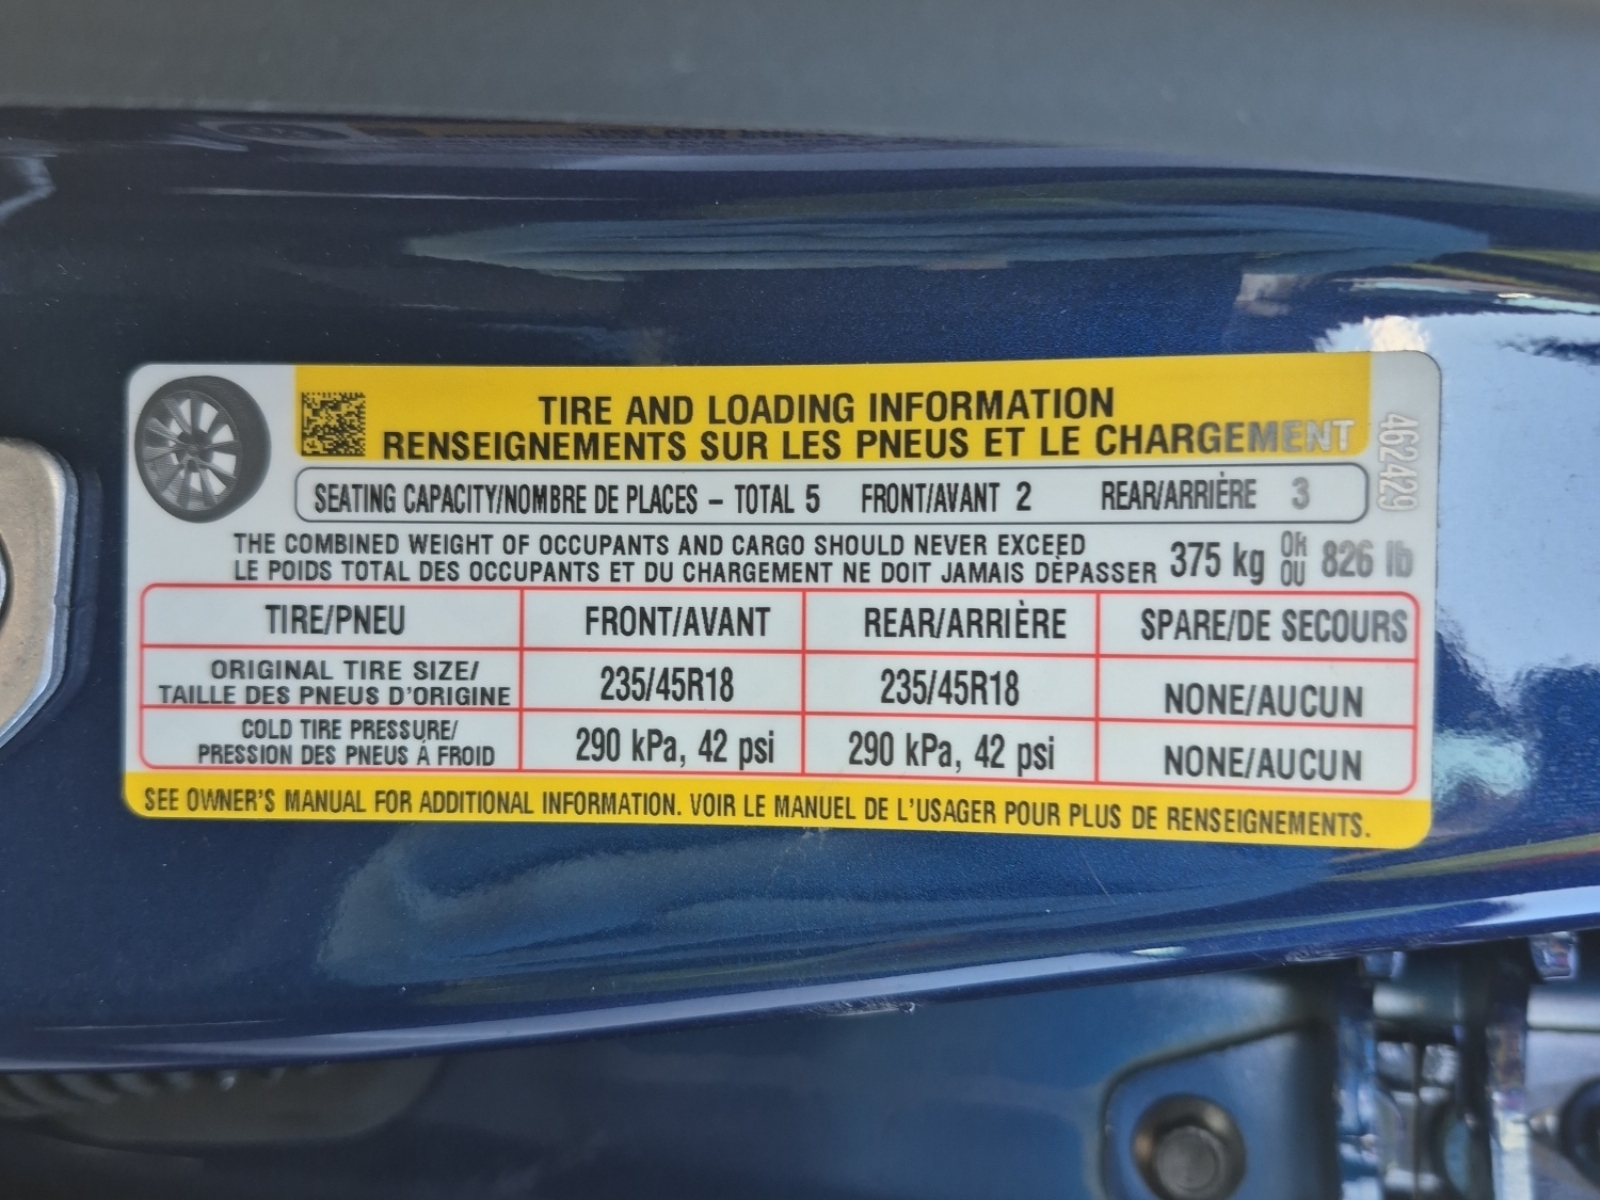 TIRE AND LOADING INFORMATION
RENSEIGNEMENTS SUR LES PNEUS ET LE CHARGEMENT
462429
SEATING CAPACITY/NOMBRE DE PLACES – TOTAL 5 FRONT/AVANT 2 REAR/ARRIÈRE 3
THE COMBINED WEIGHT OF OCCUPANTS AND CARGO SHOULD NEVER EXCEED
LE POIDS TOTAL DES OCCUPANTS ET DU CHARGEMENT NE DOIT JAMAIS DÉPASSER 375 kg OR OU 826 lb
TIRE/PNEU FRONT/AVANT REAR/ARRIÈRE SPARE/DE SECOURS
ORIGINAL TIRE SIZE/
TAILLE DES PNEUS D'ORIGINE 235/45R18 235/45R18 NONE/AUCUN
COLD TIRE PRESSURE/
PRESSION DES PNEUS À FROID 290 kPa, 42 psi 290 kPa, 42 psi NONE/AUCUN
SEE OWNER'S MANUAL FOR ADDITIONAL INFORMATION. VOIR LE MANUEL DE L'USAGER POUR PLUS DE RENSEIGNEMENTS.